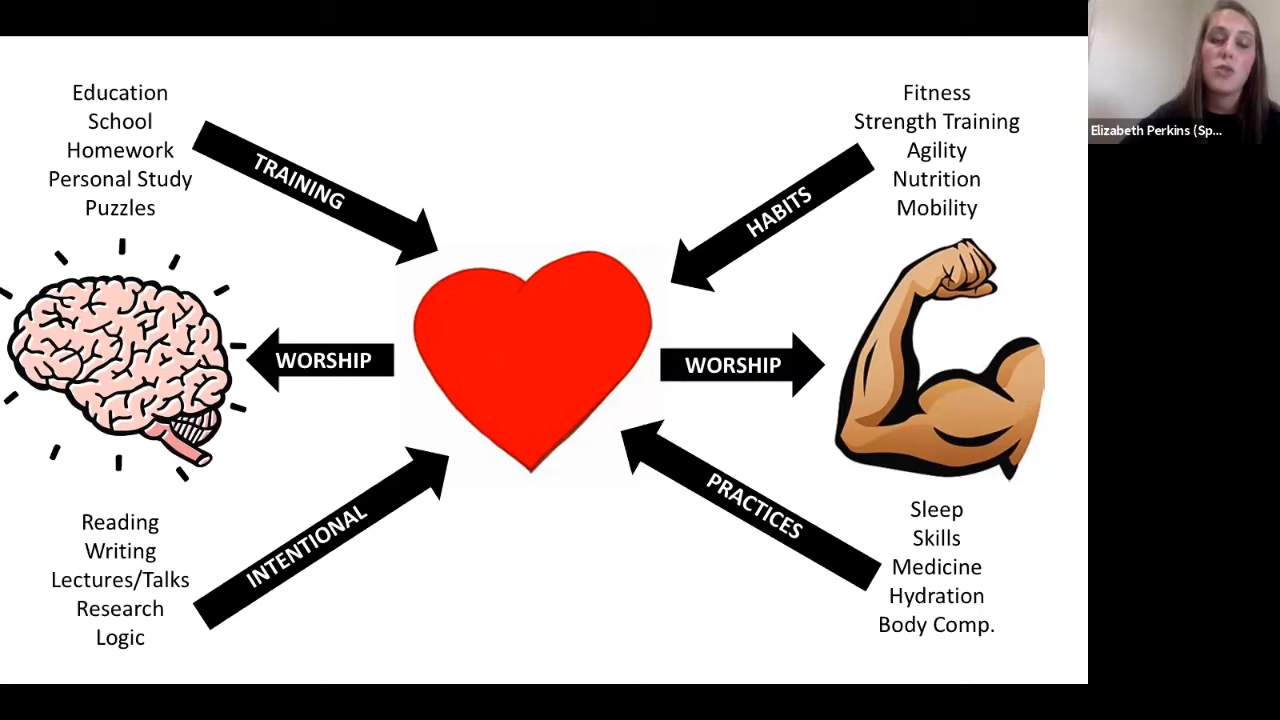 Education
School
Homework
Personal Study
Puzzles
TRAINING
Fitness
Strength Training
Agility
Nutrition
Mobility
HABITS
WORSHIP
WORSHIP
Reading
Writing
Lectures/Talks
Research
Logic
INTENTIONAL
PRACTICES
Sleep
Skills
Medicine
Hydration
Body Comp.
Elizabeth Perkins (Sp...